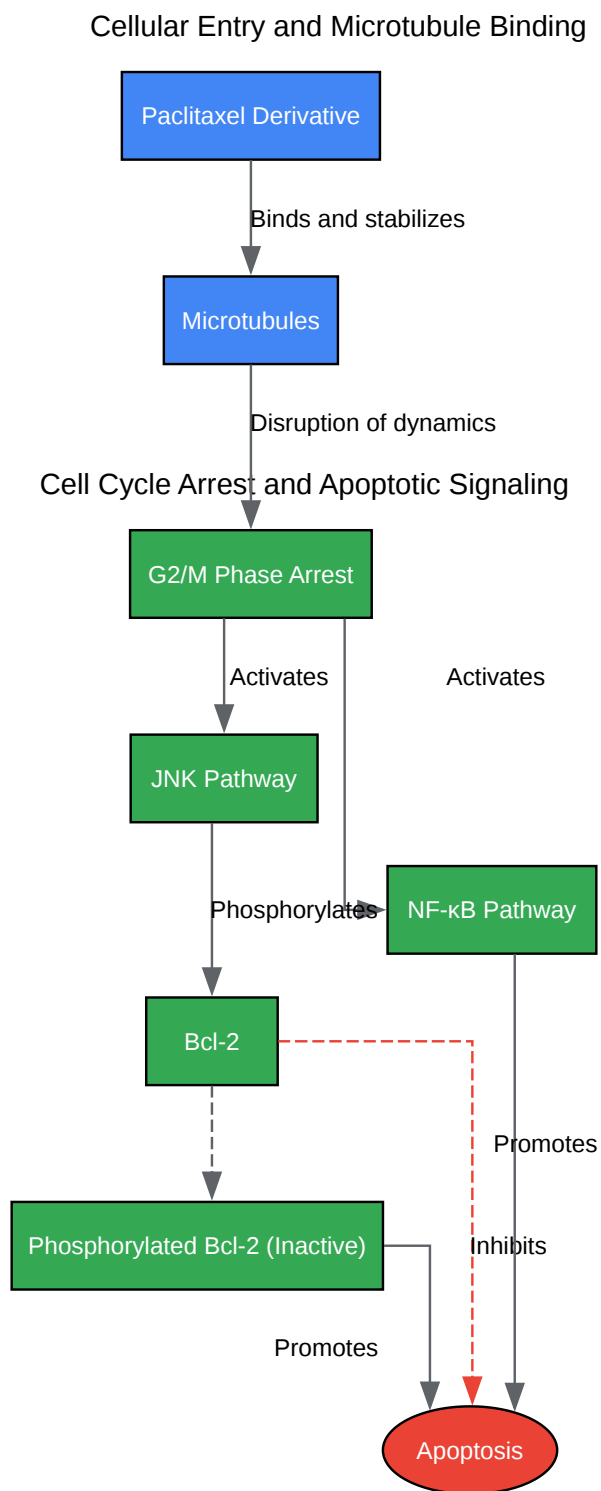 Cellular Entry and Microtubule Binding
Paclitaxel Derivative
Binds and stabilizes
Microtubules
Disruption of dynamics
Cell Cycle Arrest and Apoptotic Signaling
G2/M Phase Arrest
Activates
Activates
JNK Pathway
Phosphorylates
NF-κB Pathway
Bcl-2
Promotes
Phosphorylated Bcl-2 (Inactive)
Inhibits
Promotes
Apoptosis